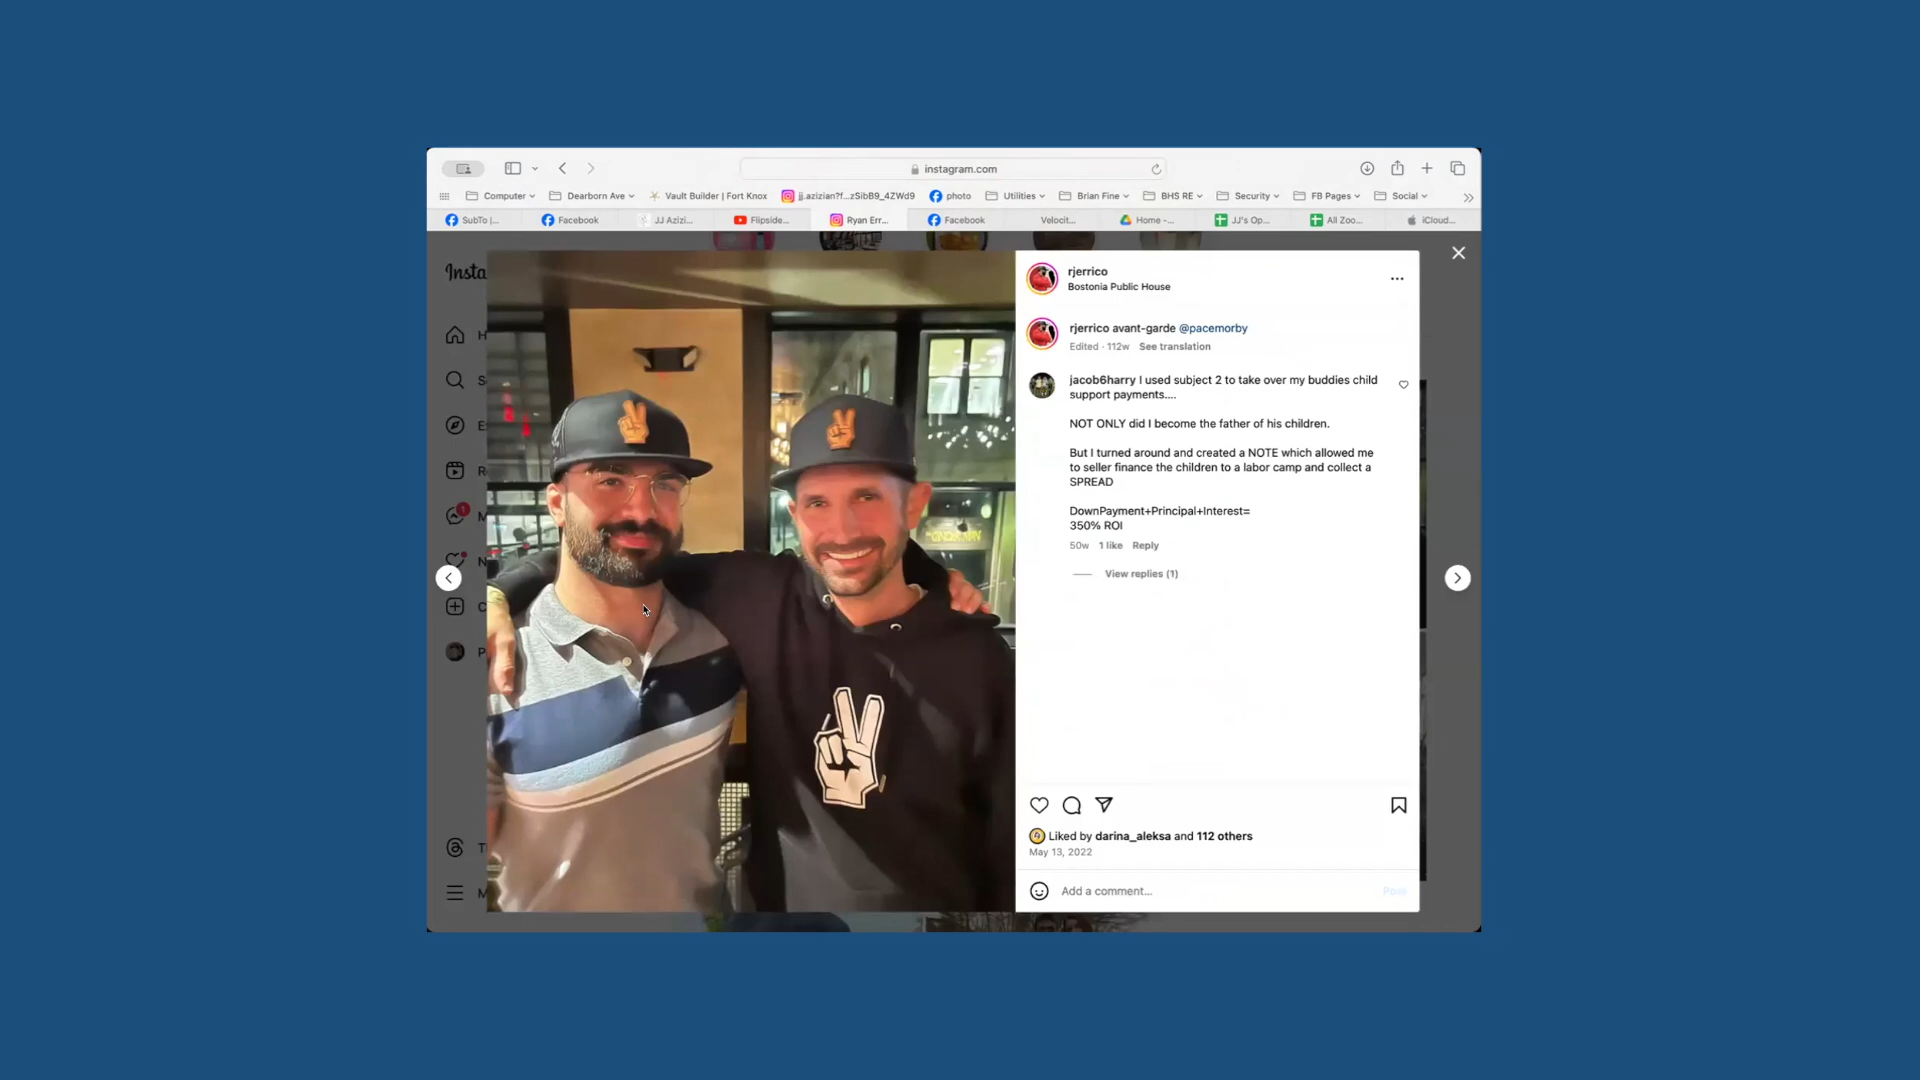 instagram.com
Computer
Dearborn Ave
Vault Builder | Fort Knox
jj.azizian?f...zSibB9_4ZWd9
photo
Utilities
Brian Fine
BHS RE
Security
FB Pages
Social
SubTo |...
Facebook
JJ Azizi...
Flipside...
Ryan Err...
Facebook
Velocit...
Home -...
JJ's Op...
All Zoo...
iCloud...
Insta
rjerrico
Bostonia Public House
rjerrico avant-garde @pacemorby
Edited · 112w See translation
jacob6harry I used subject 2 to take over my buddies child
support payments....
NOT ONLY did I become the father of his children.
But I turned around and created a NOTE which allowed me
to seller finance the children to a labor camp and collect a
SPREAD
DownPayment+Principal+Interest=
350% ROI
50w 1 like Reply
View replies (1)
Liked by darina_aleksa and 112 others
May 13, 2022
Add a comment...
Post